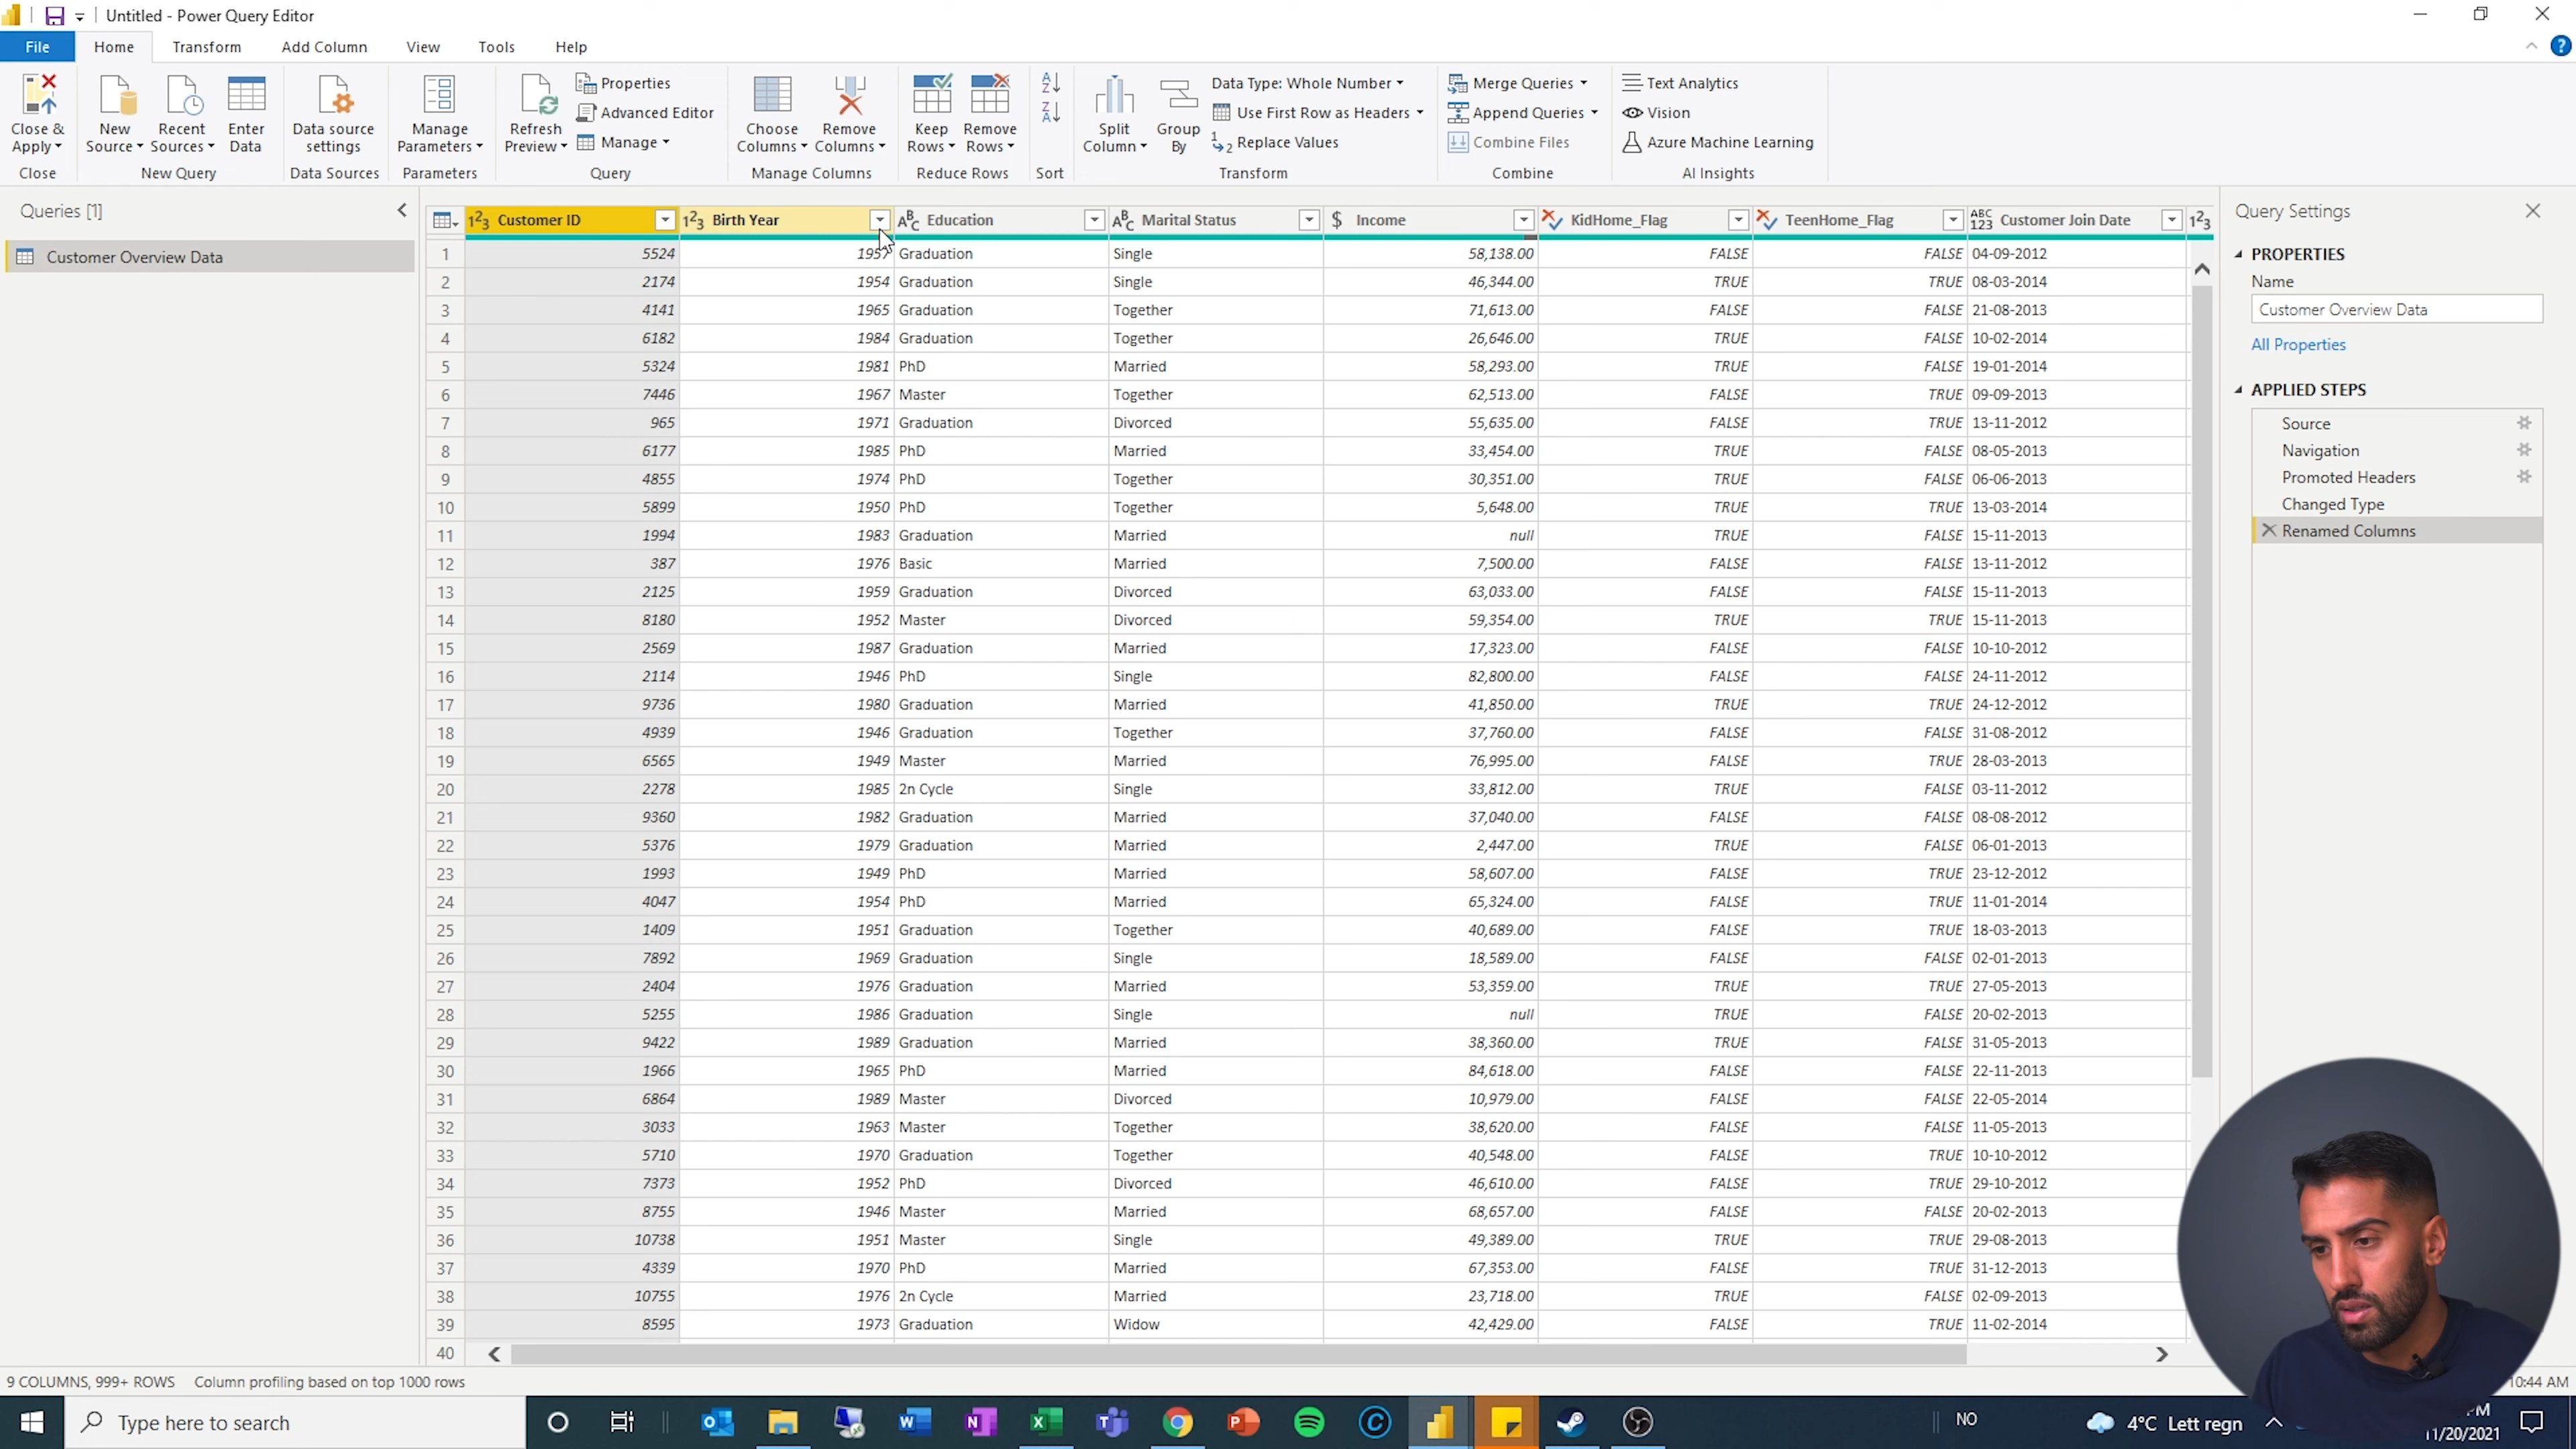 Untitled - Power Query Editor
File Home Transform Add Column View Tools Help
Close & Apply New Source Recent Sources Enter Data Data source settings Manage Parameters Refresh Preview Properties Advanced Editor Manage Choose Columns Remove Columns Keep Rows Remove Rows Split Column Group By Data Type: Whole Number Use First Row as Headers Replace Values Merge Queries Append Queries Combine Files Text Analytics Vision Azure Machine Learning
Close New Query Data Sources Parameters Query Manage Columns Reduce Rows Sort Transform Combine AI Insights
Queries [1]
Customer Overview Data
Customer ID Birth Year Education Marital Status Income KidHome_Flag TeenHome_Flag Customer Join Date
1 5524 1957 Graduation Single 58,138.00 FALSE FALSE 04-09-2012
2 2174 1954 Graduation Single 46,344.00 TRUE TRUE 08-03-2014
3 4141 1965 Graduation Together 71,613.00 FALSE FALSE 21-08-2013
4 6182 1984 Graduation Together 26,646.00 TRUE FALSE 10-02-2014
5 5324 1981 PhD Married 58,293.00 TRUE FALSE 19-01-2014
6 7446 1967 Master Together 62,513.00 FALSE TRUE 09-09-2013
7 965 1971 Graduation Divorced 55,635.00 FALSE TRUE 13-11-2012
8 6177 1985 PhD Married 33,454.00 TRUE FALSE 08-05-2013
9 4855 1974 PhD Together 30,351.00 TRUE FALSE 06-06-2013
10 5899 1950 PhD Together 5,648.00 TRUE TRUE 13-03-2014
11 1994 1983 Graduation Married null TRUE FALSE 15-11-2013
12 387 1976 Basic Married 7,500.00 FALSE FALSE 13-11-2012
13 2125 1959 Graduation Divorced 63,033.00 FALSE FALSE 15-11-2013
14 8180 1952 Master Divorced 59,354.00 TRUE TRUE 15-11-2013
15 2569 1987 Graduation Married 17,323.00 FALSE FALSE 10-10-2012
16 2114 1946 PhD Single 82,800.00 FALSE FALSE 24-11-2012
17 9736 1980 Graduation Married 41,850.00 TRUE TRUE 24-12-2012
18 4939 1946 Graduation Together 37,760.00 FALSE FALSE 31-08-2012
19 6565 1949 Master Married 76,995.00 FALSE TRUE 28-03-2013
20 2278 1985 2n Cycle Single 33,812.00 TRUE FALSE 03-11-2012
21 9360 1982 Graduation Married 37,040.00 FALSE FALSE 08-08-2012
22 5376 1979 Graduation Married 2,447.00 TRUE FALSE 06-01-2013
23 1993 1949 PhD Married 58,607.00 FALSE TRUE 23-12-2012
24 4047 1954 PhD Married 65,324.00 FALSE TRUE 11-01-2014
25 1409 1951 Graduation Together 40,689.00 FALSE TRUE 18-03-2013
26 7892 1969 Graduation Single 18,589.00 FALSE FALSE 02-01-2013
27 2404 1976 Graduation Married 53,359.00 TRUE TRUE 27-05-2013
28 5255 1986 Graduation Single null TRUE FALSE 20-02-2013
29 9422 1989 Graduation Married 38,360.00 TRUE FALSE 31-05-2013
30 1966 1965 PhD Married 84,618.00 FALSE FALSE 22-11-2013
31 6864 1989 Master Divorced 10,979.00 FALSE FALSE 22-05-2014
32 3033 1963 Master Together 38,620.00 FALSE FALSE 11-05-2013
33 5710 1970 Graduation Together 40,548.00 FALSE TRUE 10-10-2012
34 7373 1952 PhD Divorced 46,610.00 FALSE TRUE 29-10-2012
35 8755 1946 Master Married 68,657.00 FALSE FALSE 20-02-2013
36 10738 1951 Master Single 49,389.00 TRUE TRUE 29-08-2013
37 4339 1970 PhD Married 67,353.00 FALSE TRUE 31-12-2013
38 10755 1976 2n Cycle Married 23,718.00 TRUE FALSE 02-09-2013
39 8595 1973 Graduation Widow 42,429.00 FALSE TRUE 11-02-2014
40
Query Settings
PROPERTIES
Name
Customer Overview Data
All Properties
APPLIED STEPS
Source
Navigation
Promoted Headers
Changed Type
Renamed Columns
9 COLUMNS, 999+ ROWS Column profiling based on top 1000 rows
10:44 AM
Type here to search
NO
4°C Lett regn
PM
11/20/2021